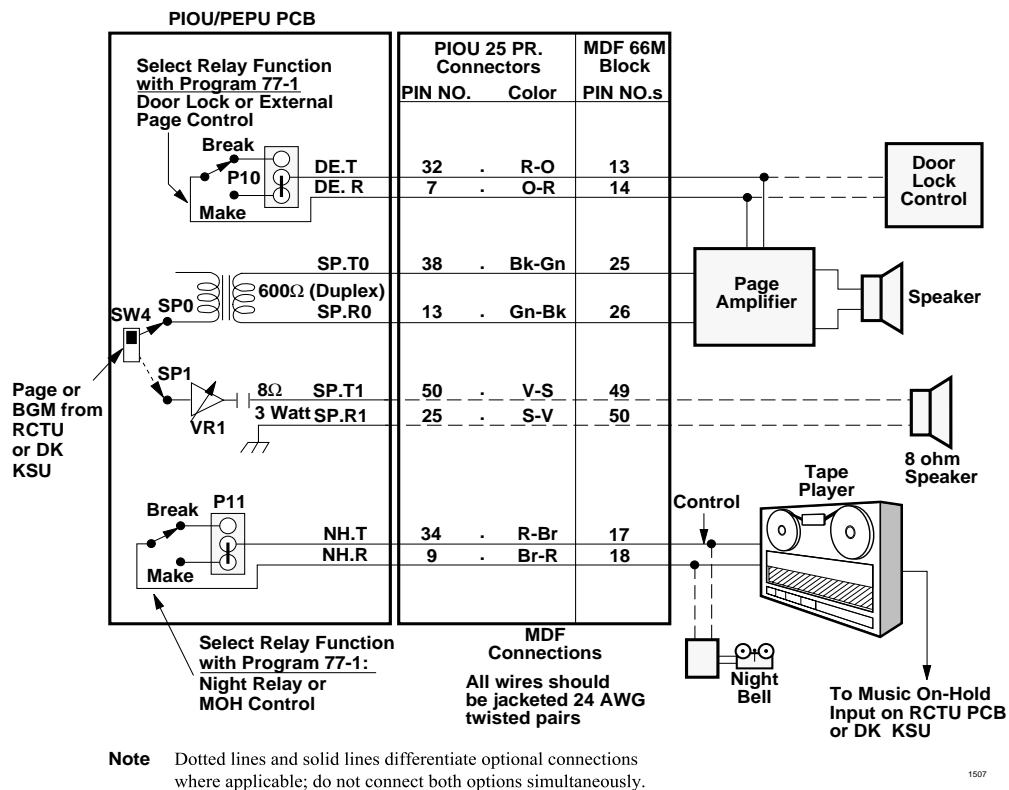 PIOU/PEPU PCB
PIOU 25 PR.
Connectors
MDF 66M
Block
PIN NO. Color PIN NO.s
Select Relay Function
with Program 77-1
Door Lock or External
Page Control
Break
P10
Make
DE.T 32 . R-O 13
DE. R 7 . O-R 14
Door
Lock
Control
SP.T0 38 . Bk-Gn 25
600Ω (Duplex)
SP.R0 13 . Gn-Bk 26
SP0
SW4
SP1
Page
Amplifier
Speaker
Page or
BGM from
RCTU
or DK
KSU
VR1
8Ω SP.T1 50 . V-S 49
3 Watt SP.R1 25 . S-V 50
8 ohm
Speaker
Tape
Player
Control
Break
P11
Make
NH.T 34 . R-Br 17
NH.R 9 . Br-R 18
Select Relay Function
with Program 77-1:
Night Relay or
MOH Control
MDF
Connections
All wires should
be jacketed 24 AWG
twisted pairs
Night
Bell
To Music On-Hold
Input on RCTU PCB
or DK KSU
Note Dotted lines and solid lines differentiate optional connections
where applicable; do not connect both options simultaneously.
1507